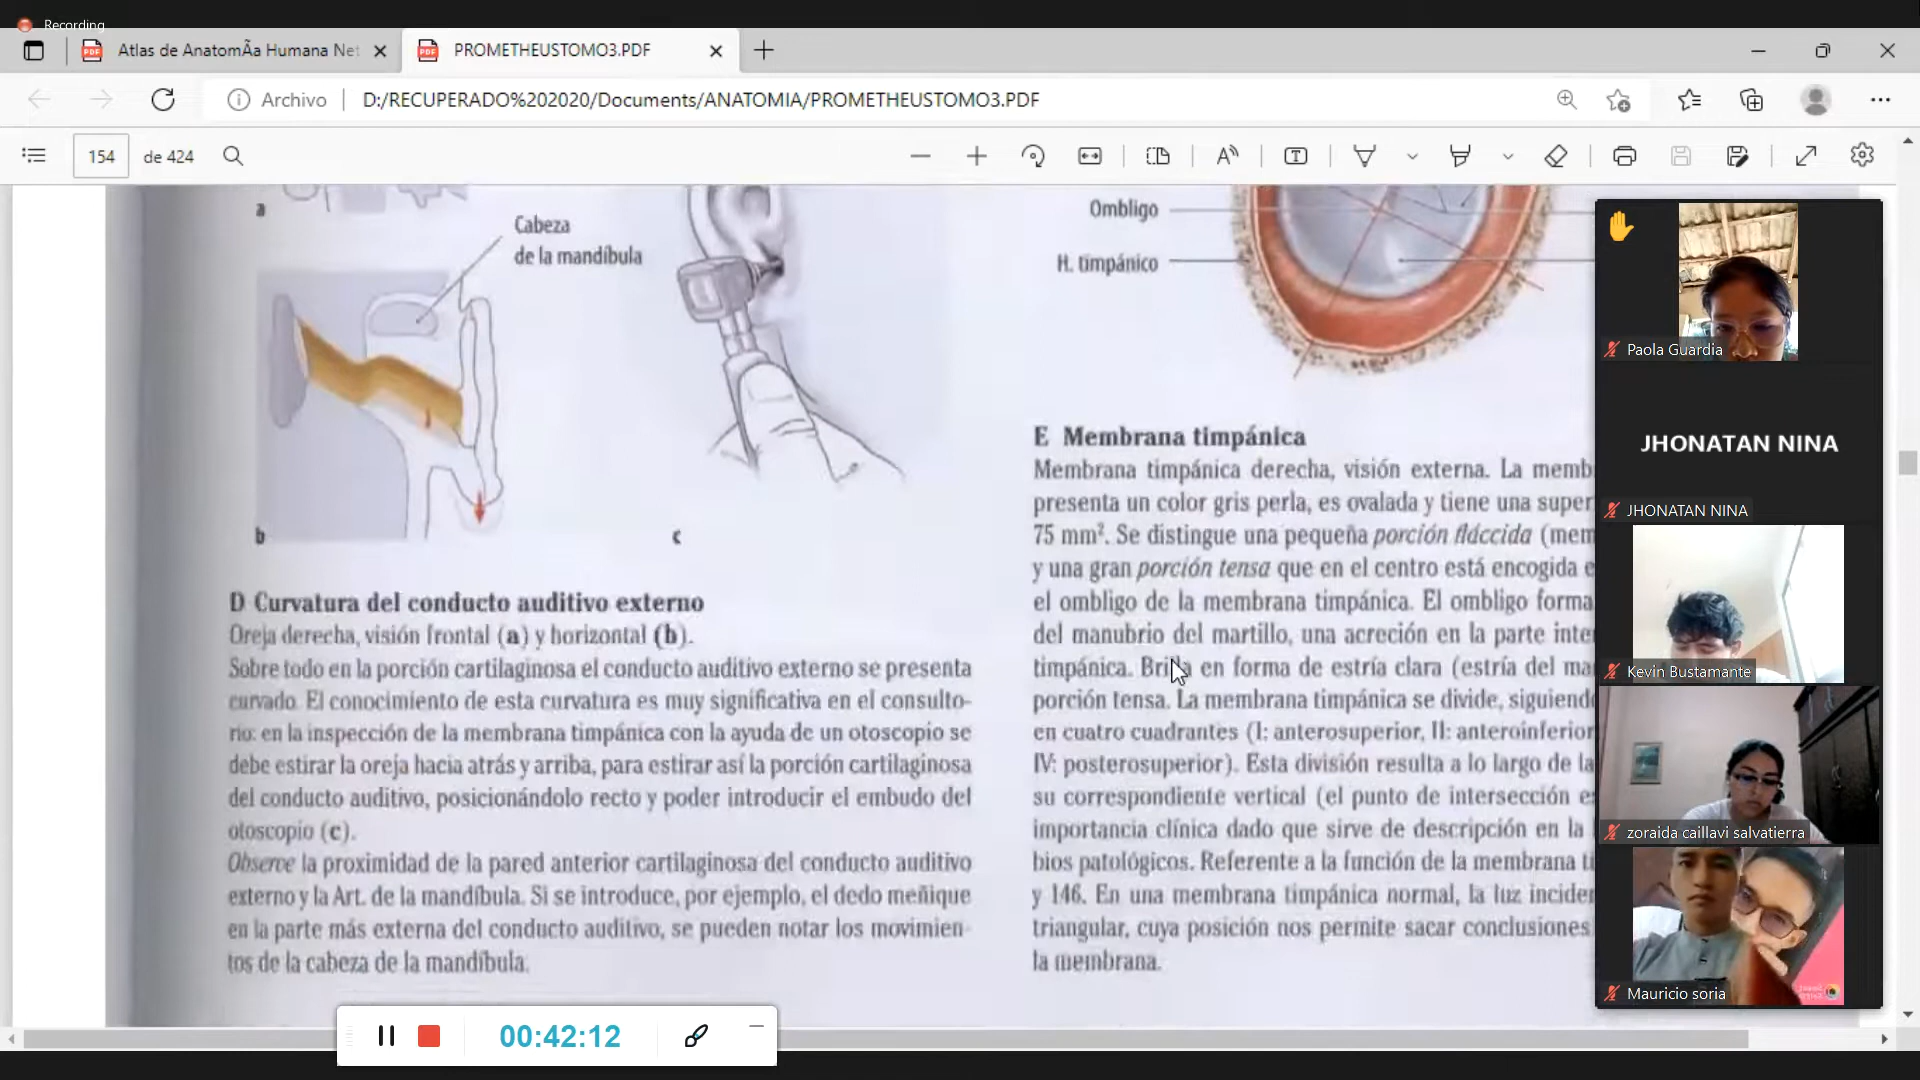 Recording
Atlas de AnatomÃa Humana Net
PROMETHEUSTOMO3.PDF
Archivo
D:/RECUPERADO%202020/Documents/ANATOMIA/PROMETHEUSTOMO3.PDF
154 de 424
a
Cabeza
de la mandíbula
b
c
Ombligo
H. timpánico
D Curvatura del conducto auditivo externo
Oreja derecha, visión frontal (a) y horizontal (b).
Sobre todo en la porción cartilaginosa el conducto auditivo externo se presenta
curvado. El conocimiento de esta curvatura es muy significativa en el consulto-
rio: en la inspección de la membrana timpánica con la ayuda de un otoscopio se
debe estirar la oreja hacia atrás y arriba, para estirar así la porción cartilaginosa
del conducto auditivo, posicionándolo recto y poder introducir el embudo del
otoscopio (c).
Observe la proximidad de la pared anterior cartilaginosa del conducto auditivo
externo y la Art. de la mandíbula. Si se introduce, por ejemplo, el dedo meñique
en la parte más externa del conducto auditivo, se pueden notar los movimien-
tos de la cabeza de la mandíbula.
E Membrana timpánica
Membrana timpánica derecha, visión externa. La memb
presenta un color gris perla, es ovalada y tiene una super
75 mm². Se distingue una pequeña porción fláccida (mem
y una gran porción tensa que en el centro está encogida e
el ombligo de la membrana timpánica. El ombligo forma
del manubrio del martillo, una acreción en la parte inte
timpánica. Brilla en forma de estría clara (estría del ma
porción tensa. La membrana timpánica se divide, siguiend
en cuatro cuadrantes (I: anterosuperior, II: anteroinferior
IV: posterosuperior). Esta división resulta a lo largo de la
su correspondiente vertical (el punto de intersección e
importancia clínica dado que sirve de descripción en la
bios patológicos. Referente a la función de la membrana ti
y 146. En una membrana timpánica normal, la luz inciden
triangular, cuya posición nos permite sacar conclusiones
la membrana.
Paola Guardia
JHONATAN NINA
JHONATAN NINA
Kevin Bustamante
zoraida caillavi salvatierra
Mauricio soria
00:42:12